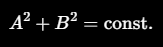 A² + B² = const.